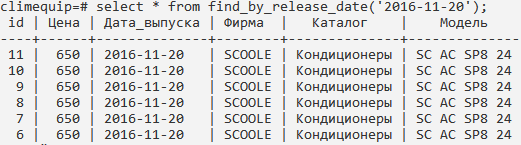 climequip=# select * from find_by_release_date('2016-11-20');
 id | Цена | Дата_выпуска | Фирма  |   Каталог    |    Модель
----+------+--------------+--------+--------------+--------------
 11 |  650 | 2016-11-20   | SCOOLE | Кондиционеры | SC AC SP8 24
 10 |  650 | 2016-11-20   | SCOOLE | Кондиционеры | SC AC SP8 24
  9 |  650 | 2016-11-20   | SCOOLE | Кондиционеры | SC AC SP8 24
  8 |  650 | 2016-11-20   | SCOOLE | Кондиционеры | SC AC SP8 24
  7 |  650 | 2016-11-20   | SCOOLE | Кондиционеры | SC AC SP8 24
  6 |  650 | 2016-11-20   | SCOOLE | Кондиционеры | SC AC SP8 24